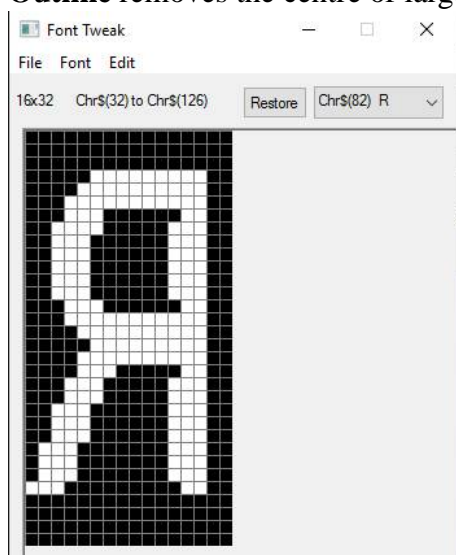 Outline removes the centre of larg
Font Tweak
File Font Edit
16x32 Chr$(32) to Chr$(126) Restore Chr$(82) R
Я